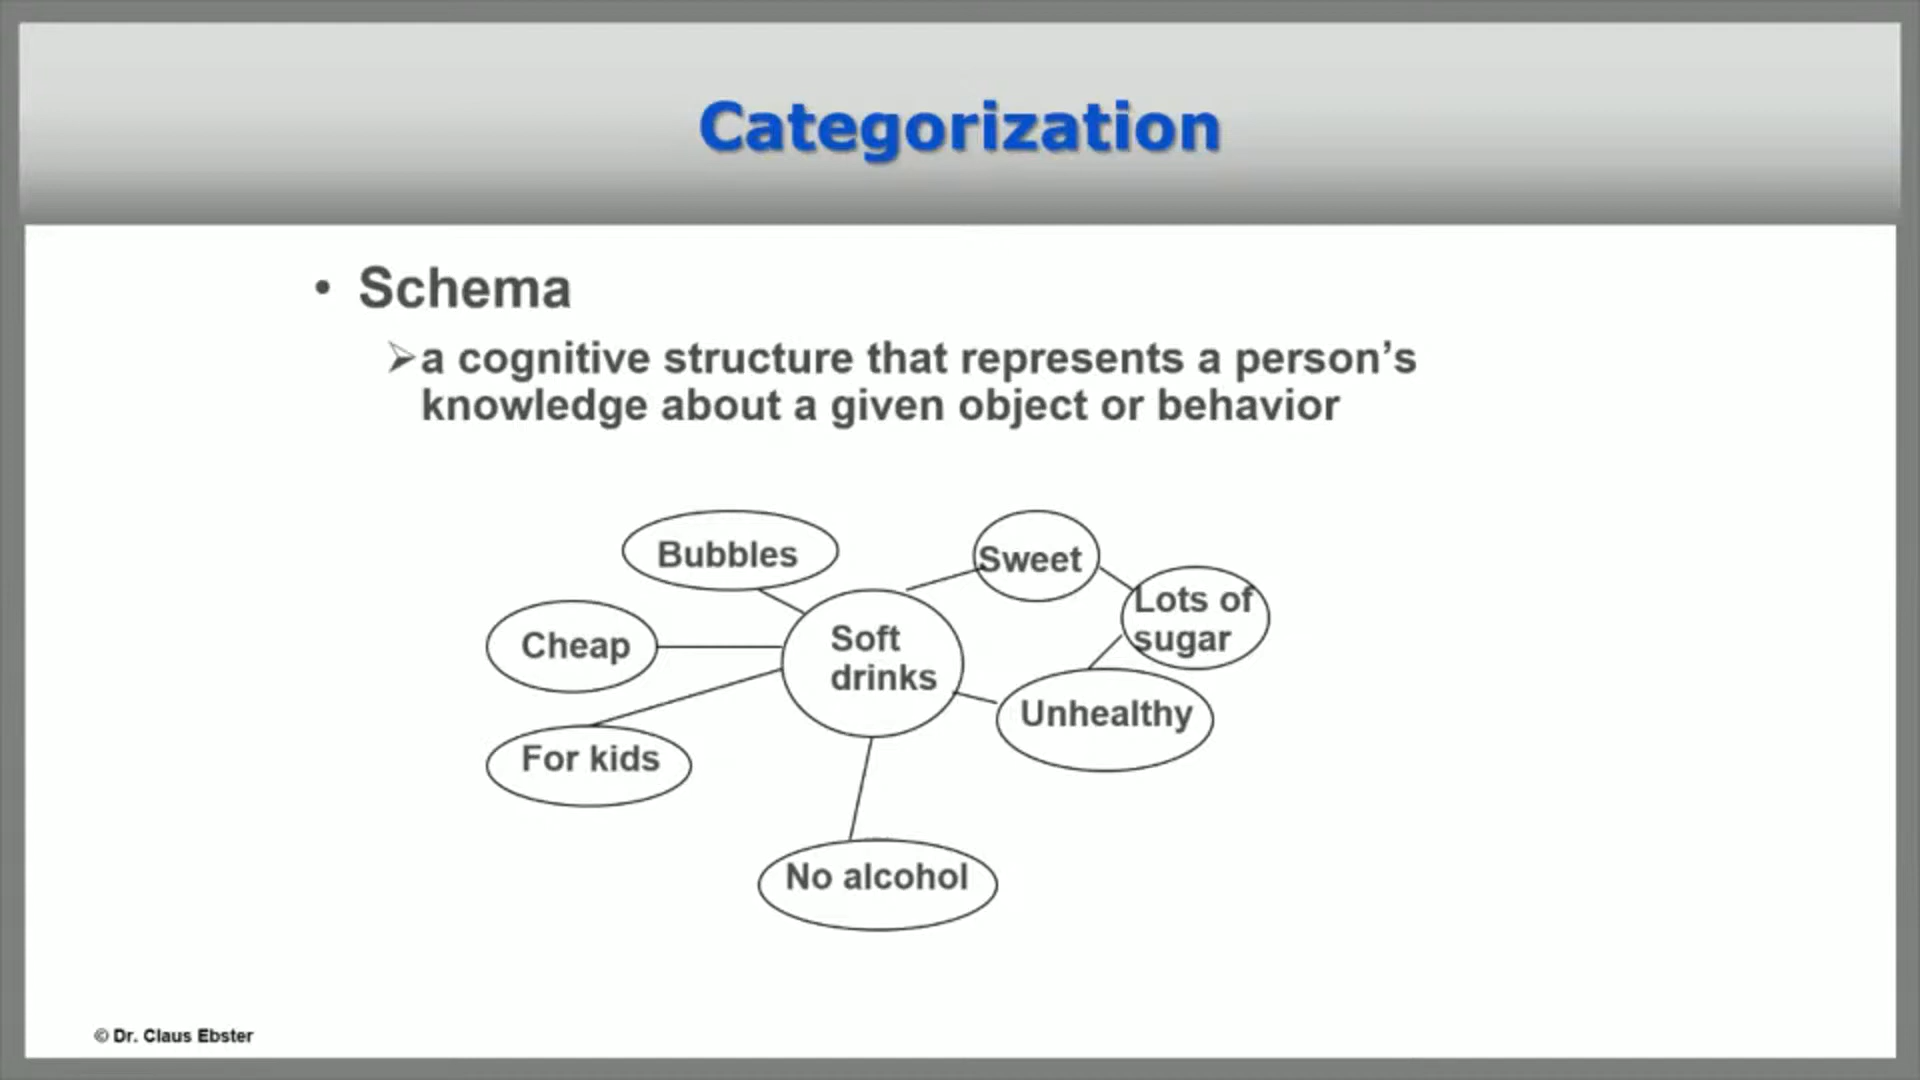 Categorization
• Schema
➢a cognitive structure that represents a person’s
knowledge about a given object or behavior
Bubbles
Sweet
Lots of
sugar
Cheap
Soft
drinks
Unhealthy
For kids
No alcohol
© Dr. Claus Ebster